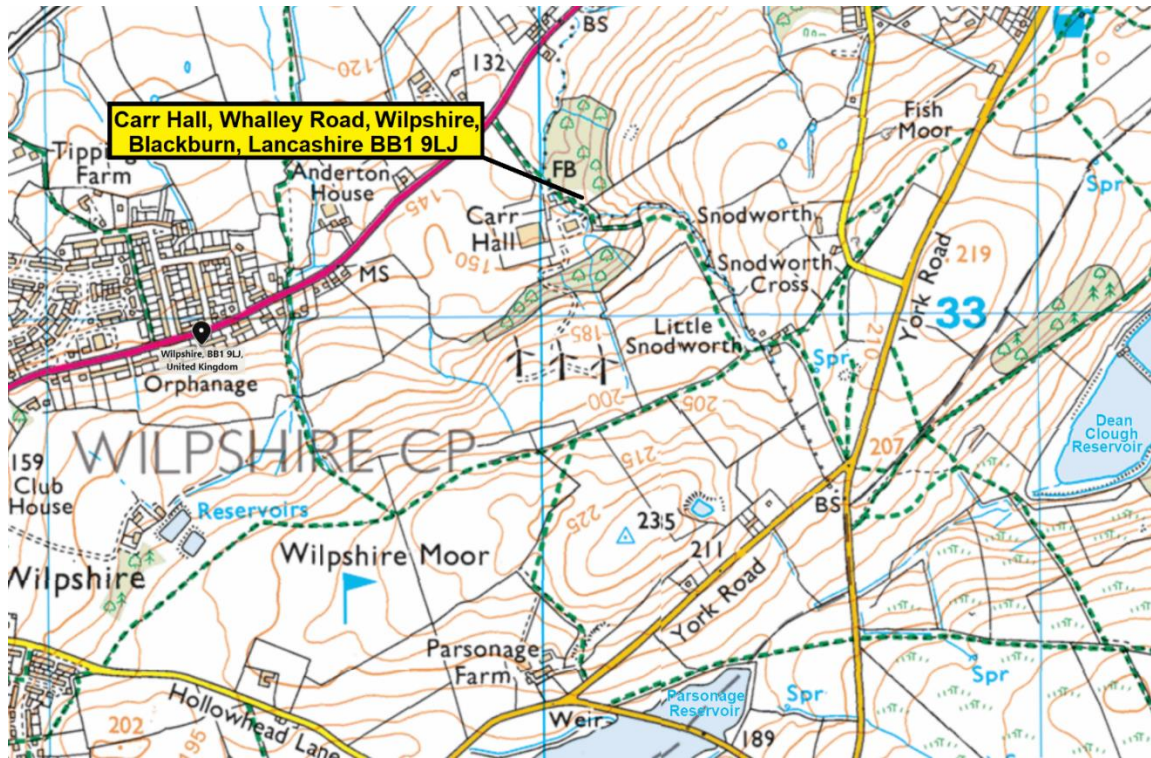 BS
132
120
Carr Hall, Whalley Road, Wilpshire,
Blackburn, Lancashire BB1 9LJ
Fish
Moor
Tipping
Farm
Anderton
House
FB
145
Spr
Carr
Hall
Snodworth
150
219
MS
Snodworth
Cross
York Road
33
185
Little
Snodworth
210
Wilpshire, BB1 9LJ,
United Kingdom
Spr
Orphanage
200
205
Dean
Clough
Reservoir
WILPSHIRE CP
215
207
159
Club
House
Reservoirs
BS
225
235
211
Wilpshire Moor
Wilpshire
York Road
Parsonage
Farm
Spr
Parsonage
Reservoir
Spr
Hollowhead Lane
Weir
202
195
189